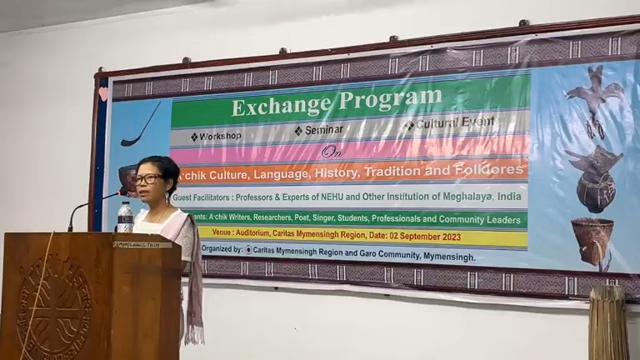 Exchange Program
❖ Workshop ❖ Seminar ❖ Cultural Event
On
A'chik Culture, Language, History, Tradition and Folklores
Guest Facilitators : Professors & Experts of NEHU and Other Institution of Meghalaya, India
A'chik Writers, Researchers, Poet, Singer, Students, Professionals and Community Leaders
Venue : Auditorium, Caritas Mymensingh Region, Date: 02 September 2023
Organized by: Caritas Mymensingh Region and Garo Community, Mymensingh.